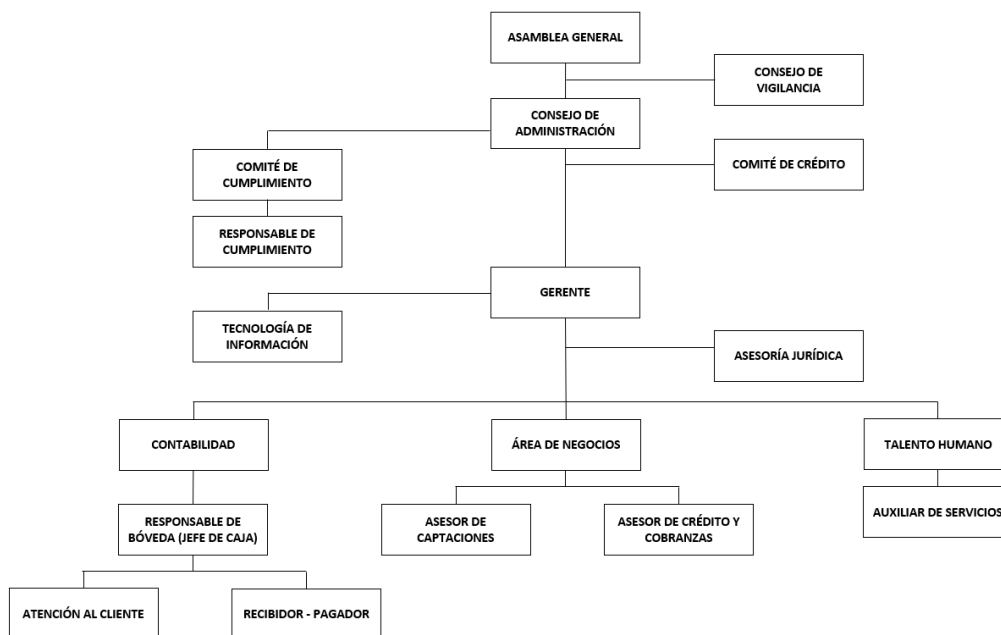 ASAMBLEA GENERAL
CONSEJO DE
VIGILANCIA
CONSEJO DE
ADMINISTRACIÓN
COMITÉ DE
CUMPLIMIENTO
COMITÉ DE CRÉDITO
RESPONSABLE DE
CUMPLIMIENTO
GERENTE
TECNOLOGÍA DE
INFORMACIÓN
ASESORÍA JURÍDICA
CONTABILIDAD
ÁREA DE NEGOCIOS
TALENTO HUMANO
RESPONSABLE DE
BÓVEDA (JEFE DE CAJA)
ASESOR DE
CAPTACIONES
ASESOR DE CRÉDITO Y
COBRANZAS
AUXILIAR DE SERVICIOS
ATENCIÓN AL CLIENTE
RECIBIDOR - PAGADOR